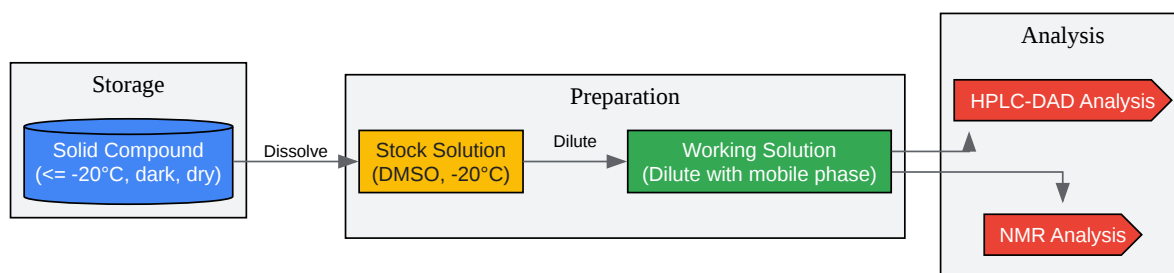 Storage
Solid Compound
(<= -20°C, dark, dry)
Dissolve
Preparation
Stock Solution
(DMSO, -20°C)
Dilute
Working Solution
(Dilute with mobile phase)
Analysis
HPLC-DAD Analysis
NMR Analysis